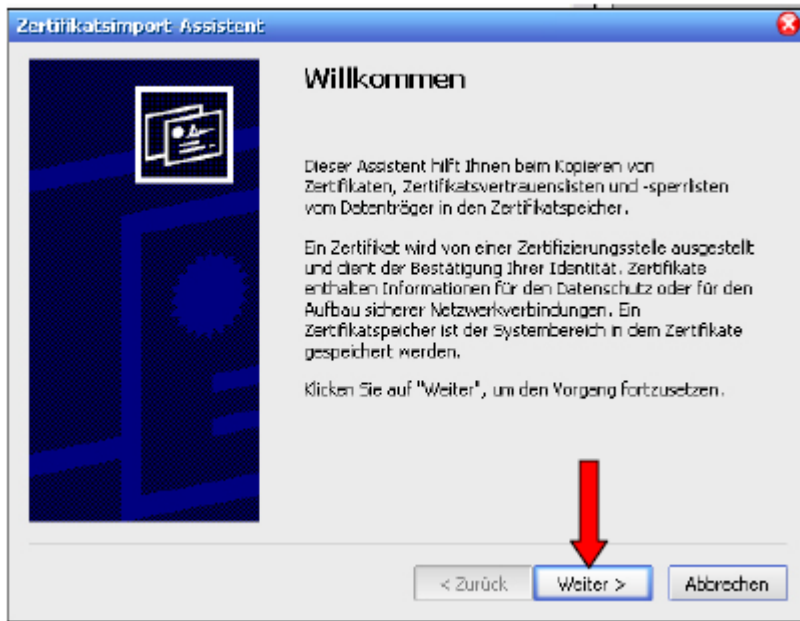 Zertifikatsimport Assistent
Willkommen
Dieser Assistent hilft Ihnen beim Kopieren von
Zertifikaten, Zertifikatsvertrauenslisten und -sperrlisten
vom Datenträger in den Zertifikatspeicher.
Ein Zertifikat wird von einer Zertifizierungsstelle ausgestellt
und dient der Bestätigung Ihrer Identität. Zertifikate
enthalten Informationen für den Datenschutz oder für den
Aufbau sicherer Netzwerkverbindungen. Ein
Zertifikatspeicher ist der Systembereich in dem Zertifikate
gespeichert werden.
Klicken Sie auf "Weiter", um den Vorgang fortzusetzen.
< Zurück Weiter > Abbrechen